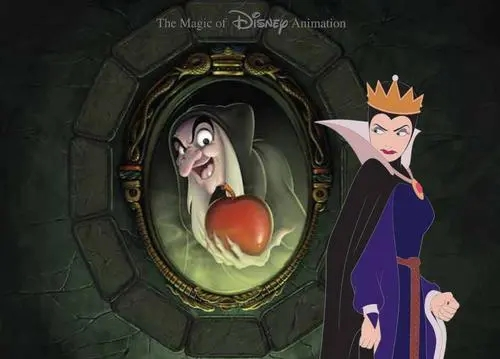 The Magic of Disney Animation